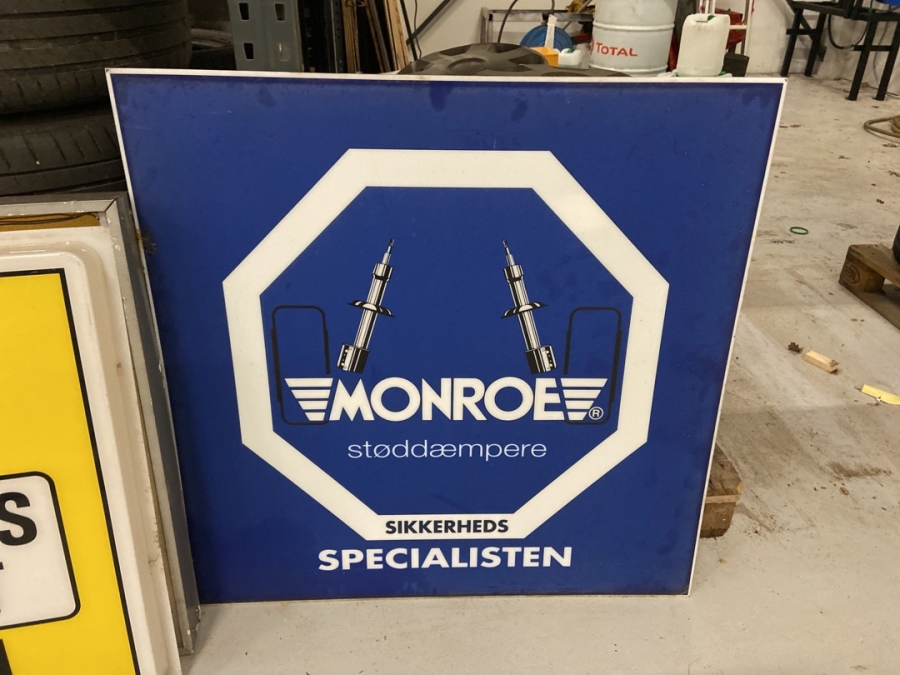 TOTAL
MONROE®
støddæmpere
SIKKERHEDS
SPECIALISTEN
S